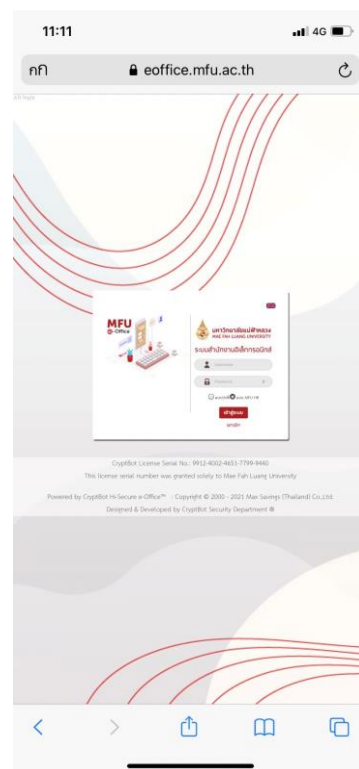 11:11
4G
กก
eoffice.mfu.ac.th
MFU
e-Office
มหาวิทยาลัยแม่ฟ้าหลวง
MAE FAH LUANG UNIVERSITY
ระบบสำนักงานอิเล็กทรอนิกส์
Username
Password
เข้าสู่ระบบ
CryptBot License Serial No.: 9912-4002-4651-7799-9440
This license serial number was granted solely to Mae Fah Luang University
Powered by CryptBot Hi-Secure e-Office™ : Copyright © 2000 - 2021 Max Savings (Thailand) Co.,Ltd.
Designed & Developed by CryptBot Security Department ®